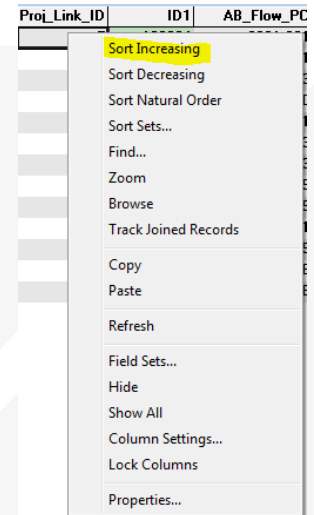 Proj_Link_ID ID1 AB_Flow_PC
Sort Increasing
Sort Decreasing
Sort Natural Order
Sort Sets...
Find...
Zoom
Browse
Track Joined Records
Copy
Paste
Refresh
Field Sets...
Hide
Show All
Column Settings...
Lock Columns
Properties...